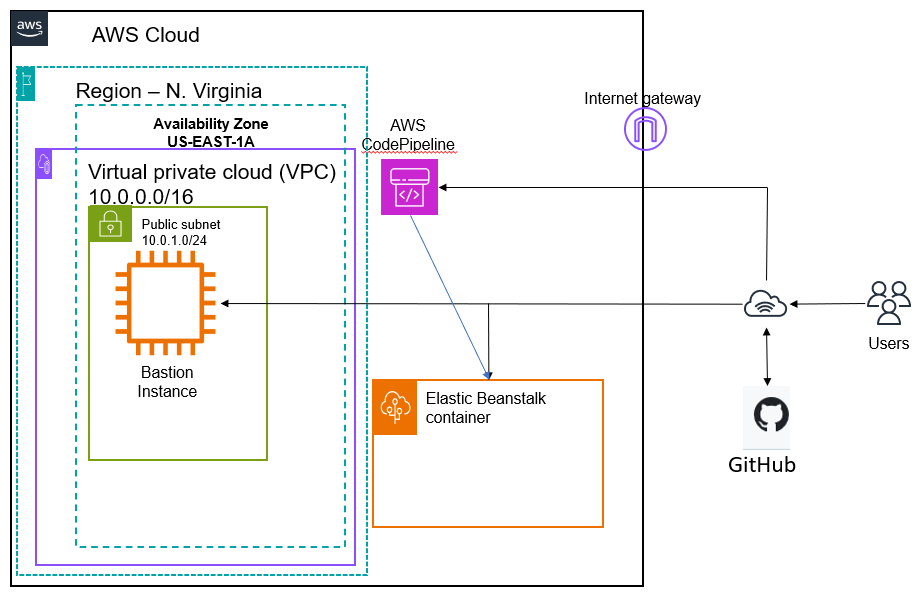 aws
AWS Cloud
Region – N. Virginia
Availability Zone
US-EAST-1A
Virtual private cloud (VPC)
10.0.0.0/16
Public subnet
10.0.1.0/24
Bastion
Instance
AWS
CodePipeline
</>
Internet gateway
Elastic Beanstalk
container
Users
GitHub